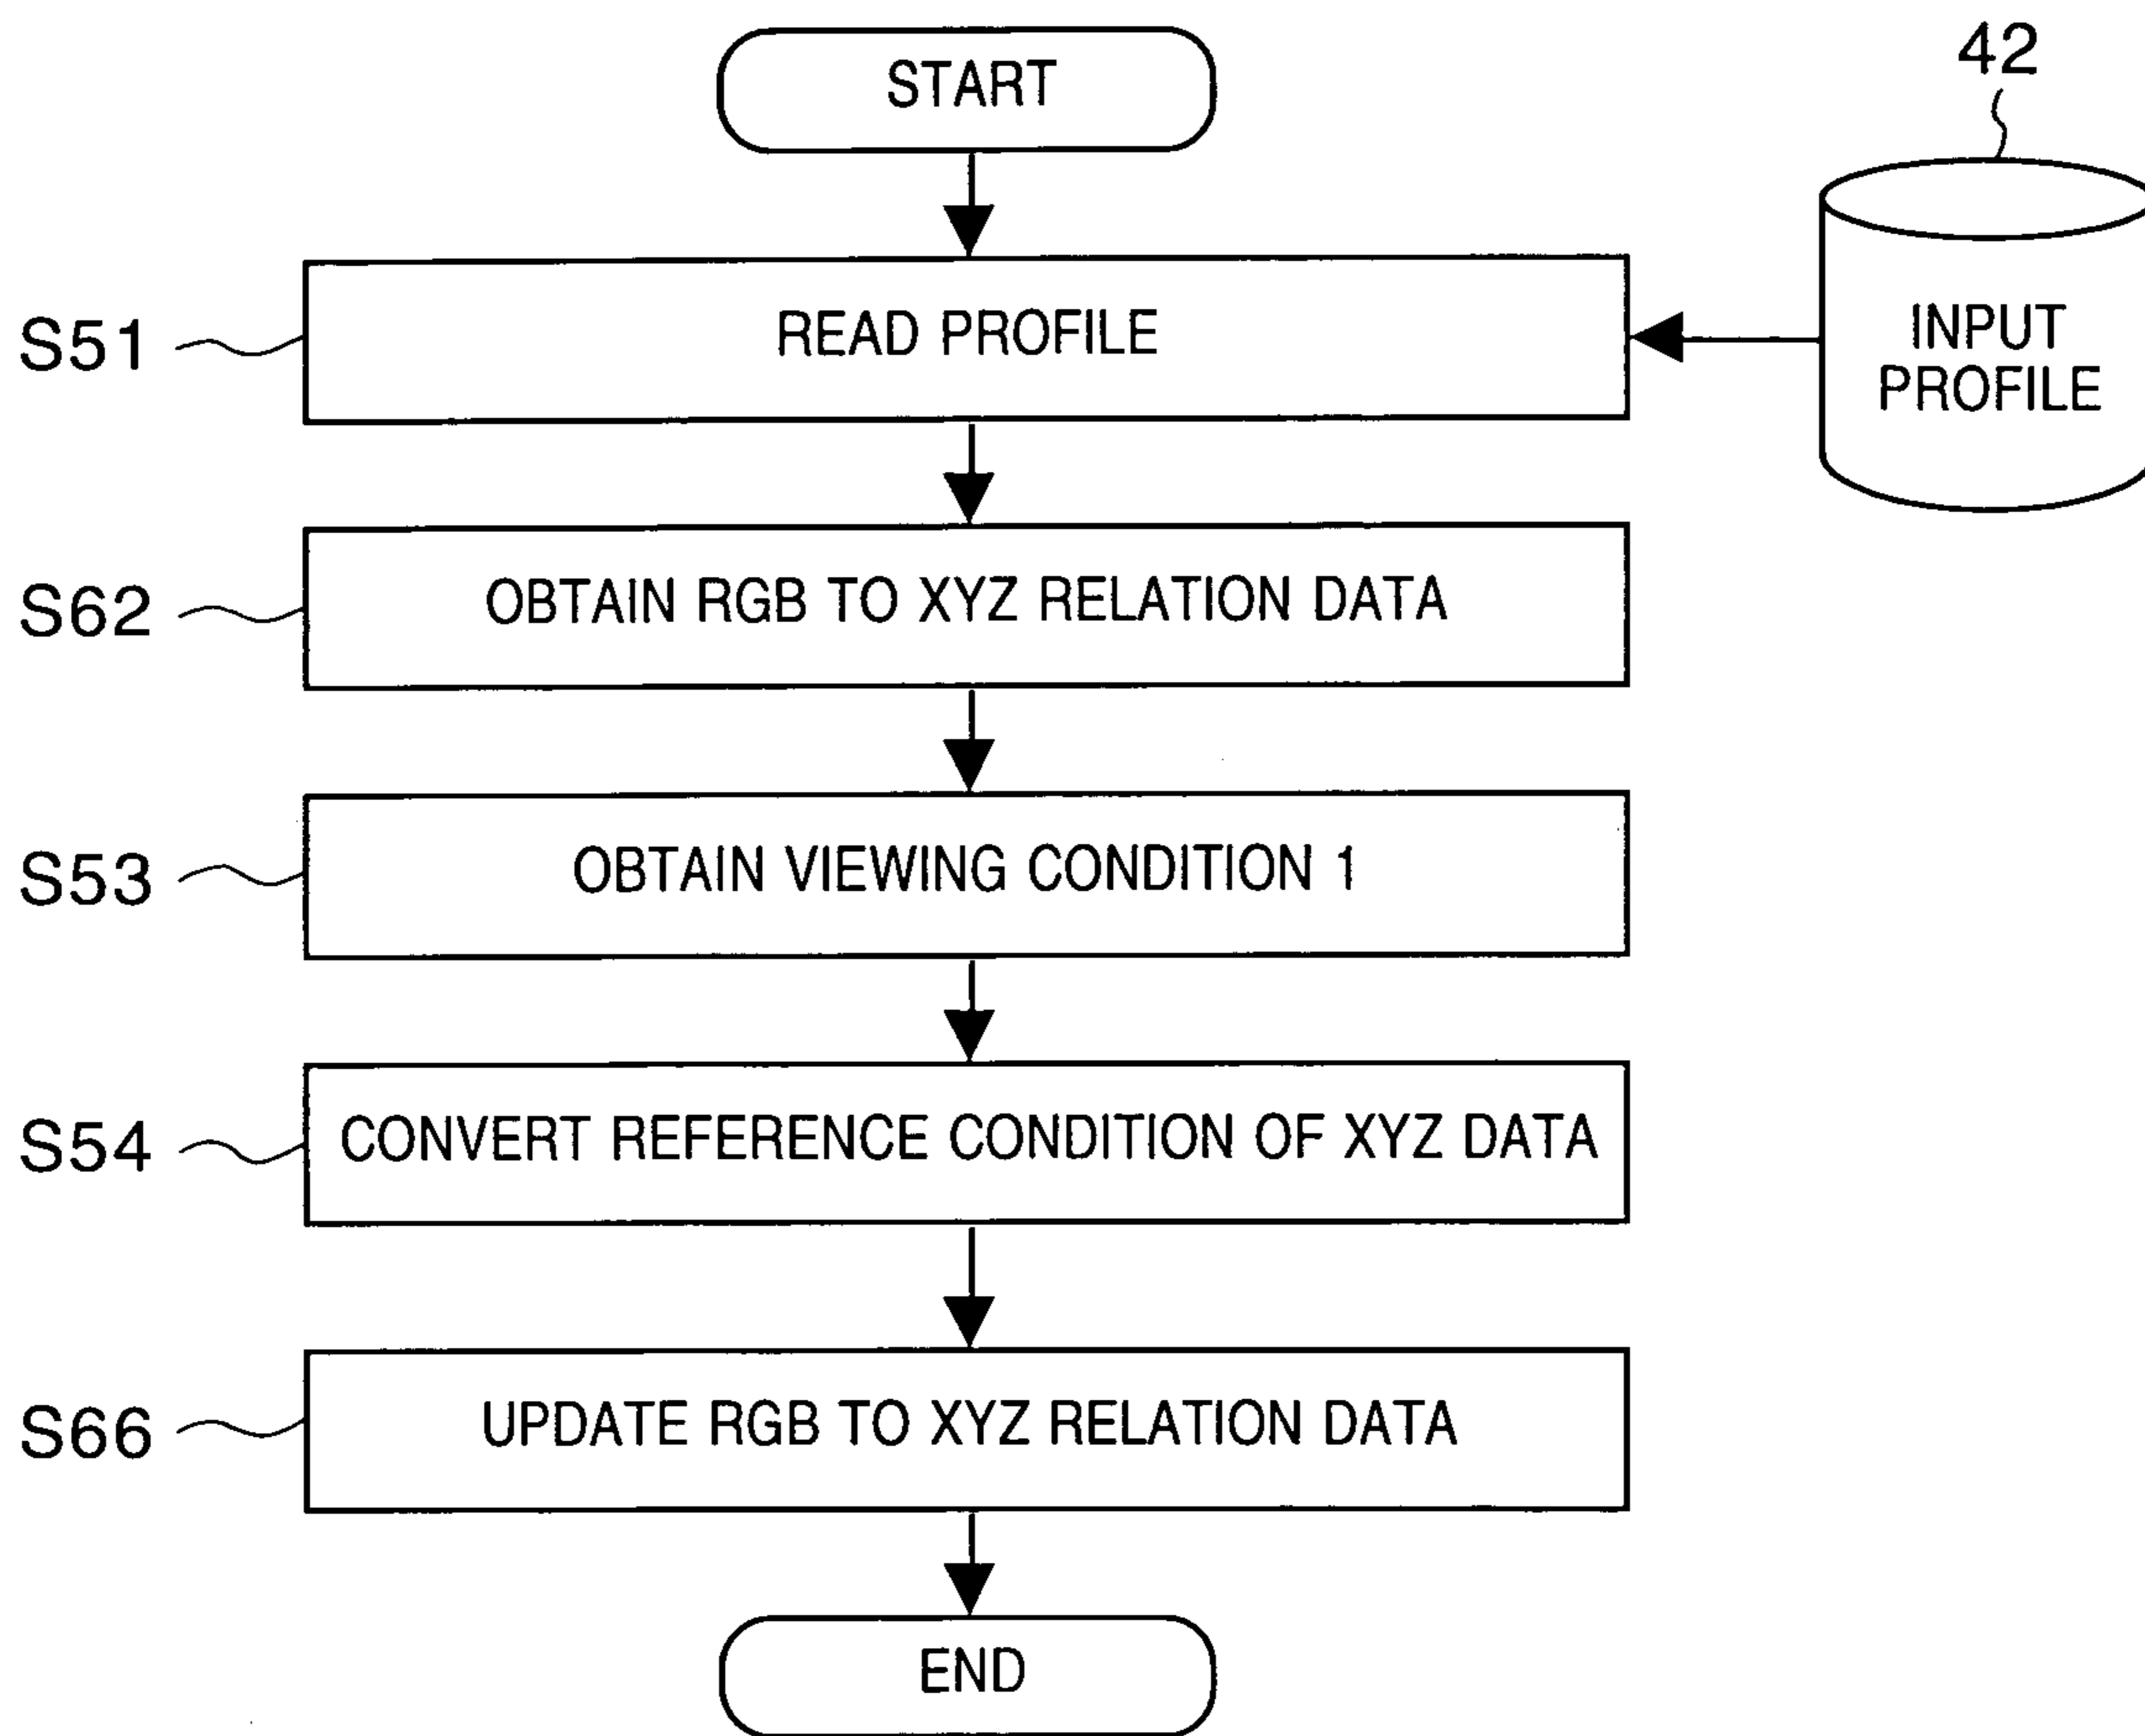 START
42
S51
READ PROFILE
INPUT
PROFILE
S62
OBTAIN RGB TO XYZ RELATION DATA
S53
OBTAIN VIEWING CONDITION 1
S54
CONVERT REFERENCE CONDITION OF XYZ DATA
S66
UPDATE RGB TO XYZ RELATION DATA
END